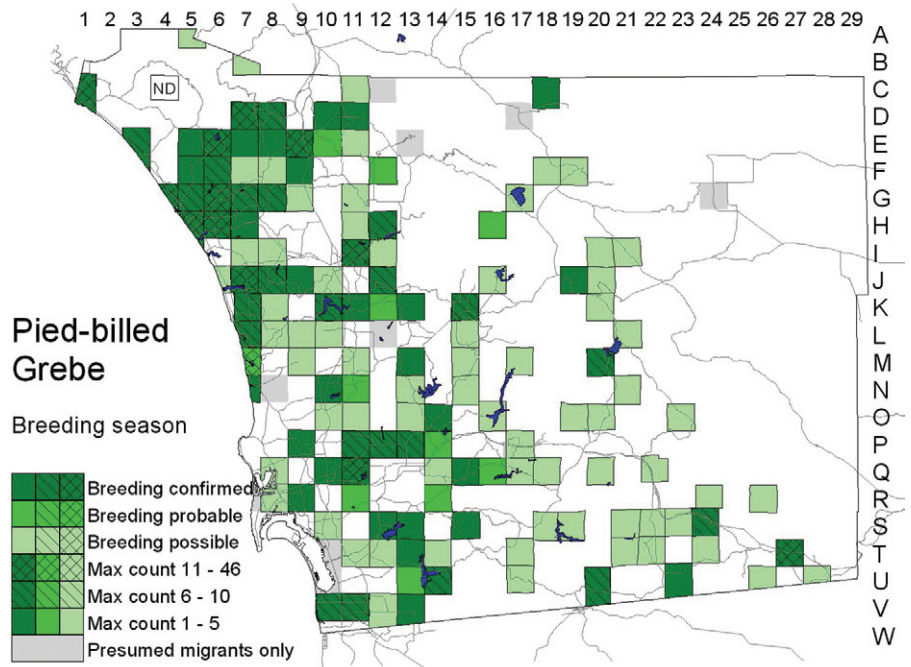 1 2 3 4 5 6 7 8 9 10 11 12 13 14 15 16 17 18 19 20 21 22 23 24 25 26 27 28 29
A
B
C
D
E
F
G
H
I
J
K
L
M
N
O
P
Q
R
S
T
U
V
W
ND
Pied-billed
Grebe
Breeding season
Breeding confirmed
Breeding probable
Breeding possible
Max count 11 - 46
Max count 6 - 10
Max count 1 - 5
Presumed migrants only